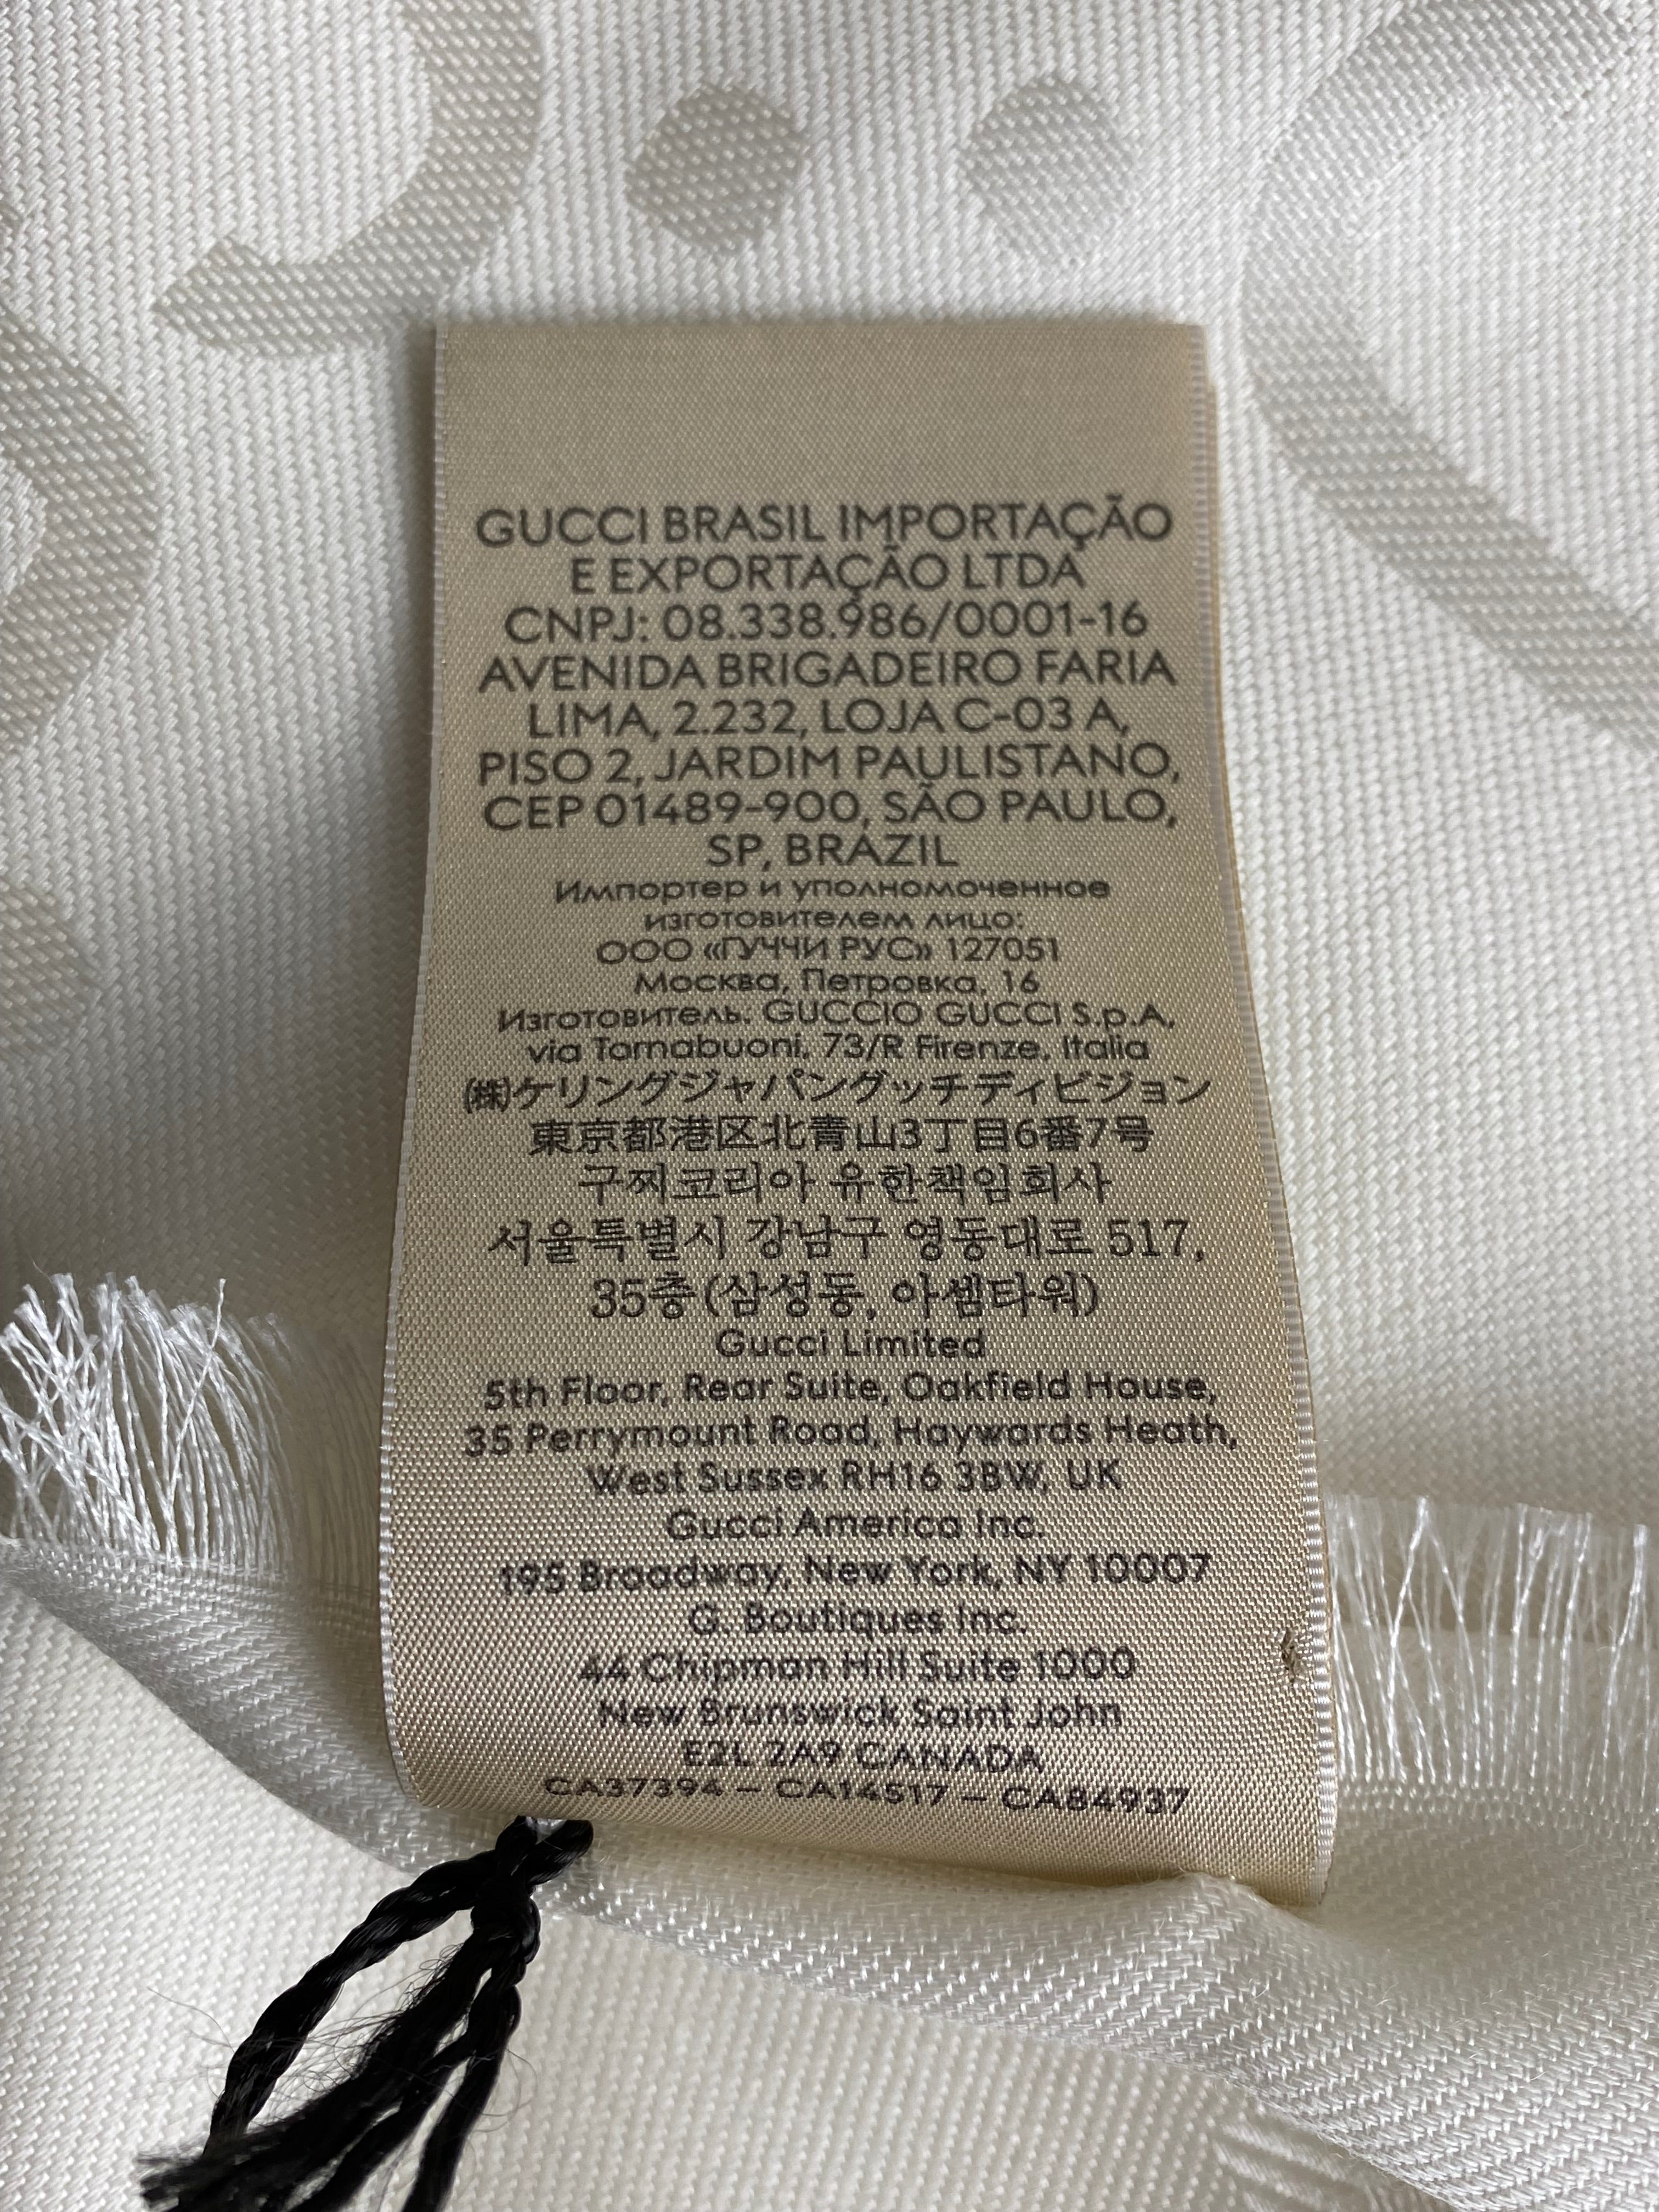 GUCCI BRASIL IMPORTAÇÃO
E EXPORTAÇÃO LTDA
CNPJ: 08.338.986/0001-16
AVENIDA BRIGADEIRO FARIA
LIMA, 2.232, LOJA C-03 A,
PISO 2, JARDIM PAULISTANO,
CEP 01489-900, SÃO PAULO,
SP, BRAZIL
Импортер и уполномоченное
изготовителем лицо:
ООО «ГУЧЧИ РУС» 127051
Москва, Петровка, 16
Изготовитель: GUCCIO GUCCI S.p.A,
via Tornabuoni, 73/R Firenze, Italia
㈱ケリングジャパングッチディビジョン
東京都港区北青山3丁目6番7号
구찌코리아 유한책임회사
서울특별시 강남구 영동대로 517,
35층(삼성동, 아셈타워)
Gucci Limited
5th Floor, Rear Suite, Oakfield House,
35 Perrymount Road, Haywards Heath,
West Sussex RH16 3BW, UK
Gucci America Inc.
195 Broadway, New York, NY 10007
G. Boutiques Inc.
44 Chipman Hill Suite 1000
New Brunswick Saint John
E2L 2A9 CANADA
CA37394 – CA14517 – CA84937